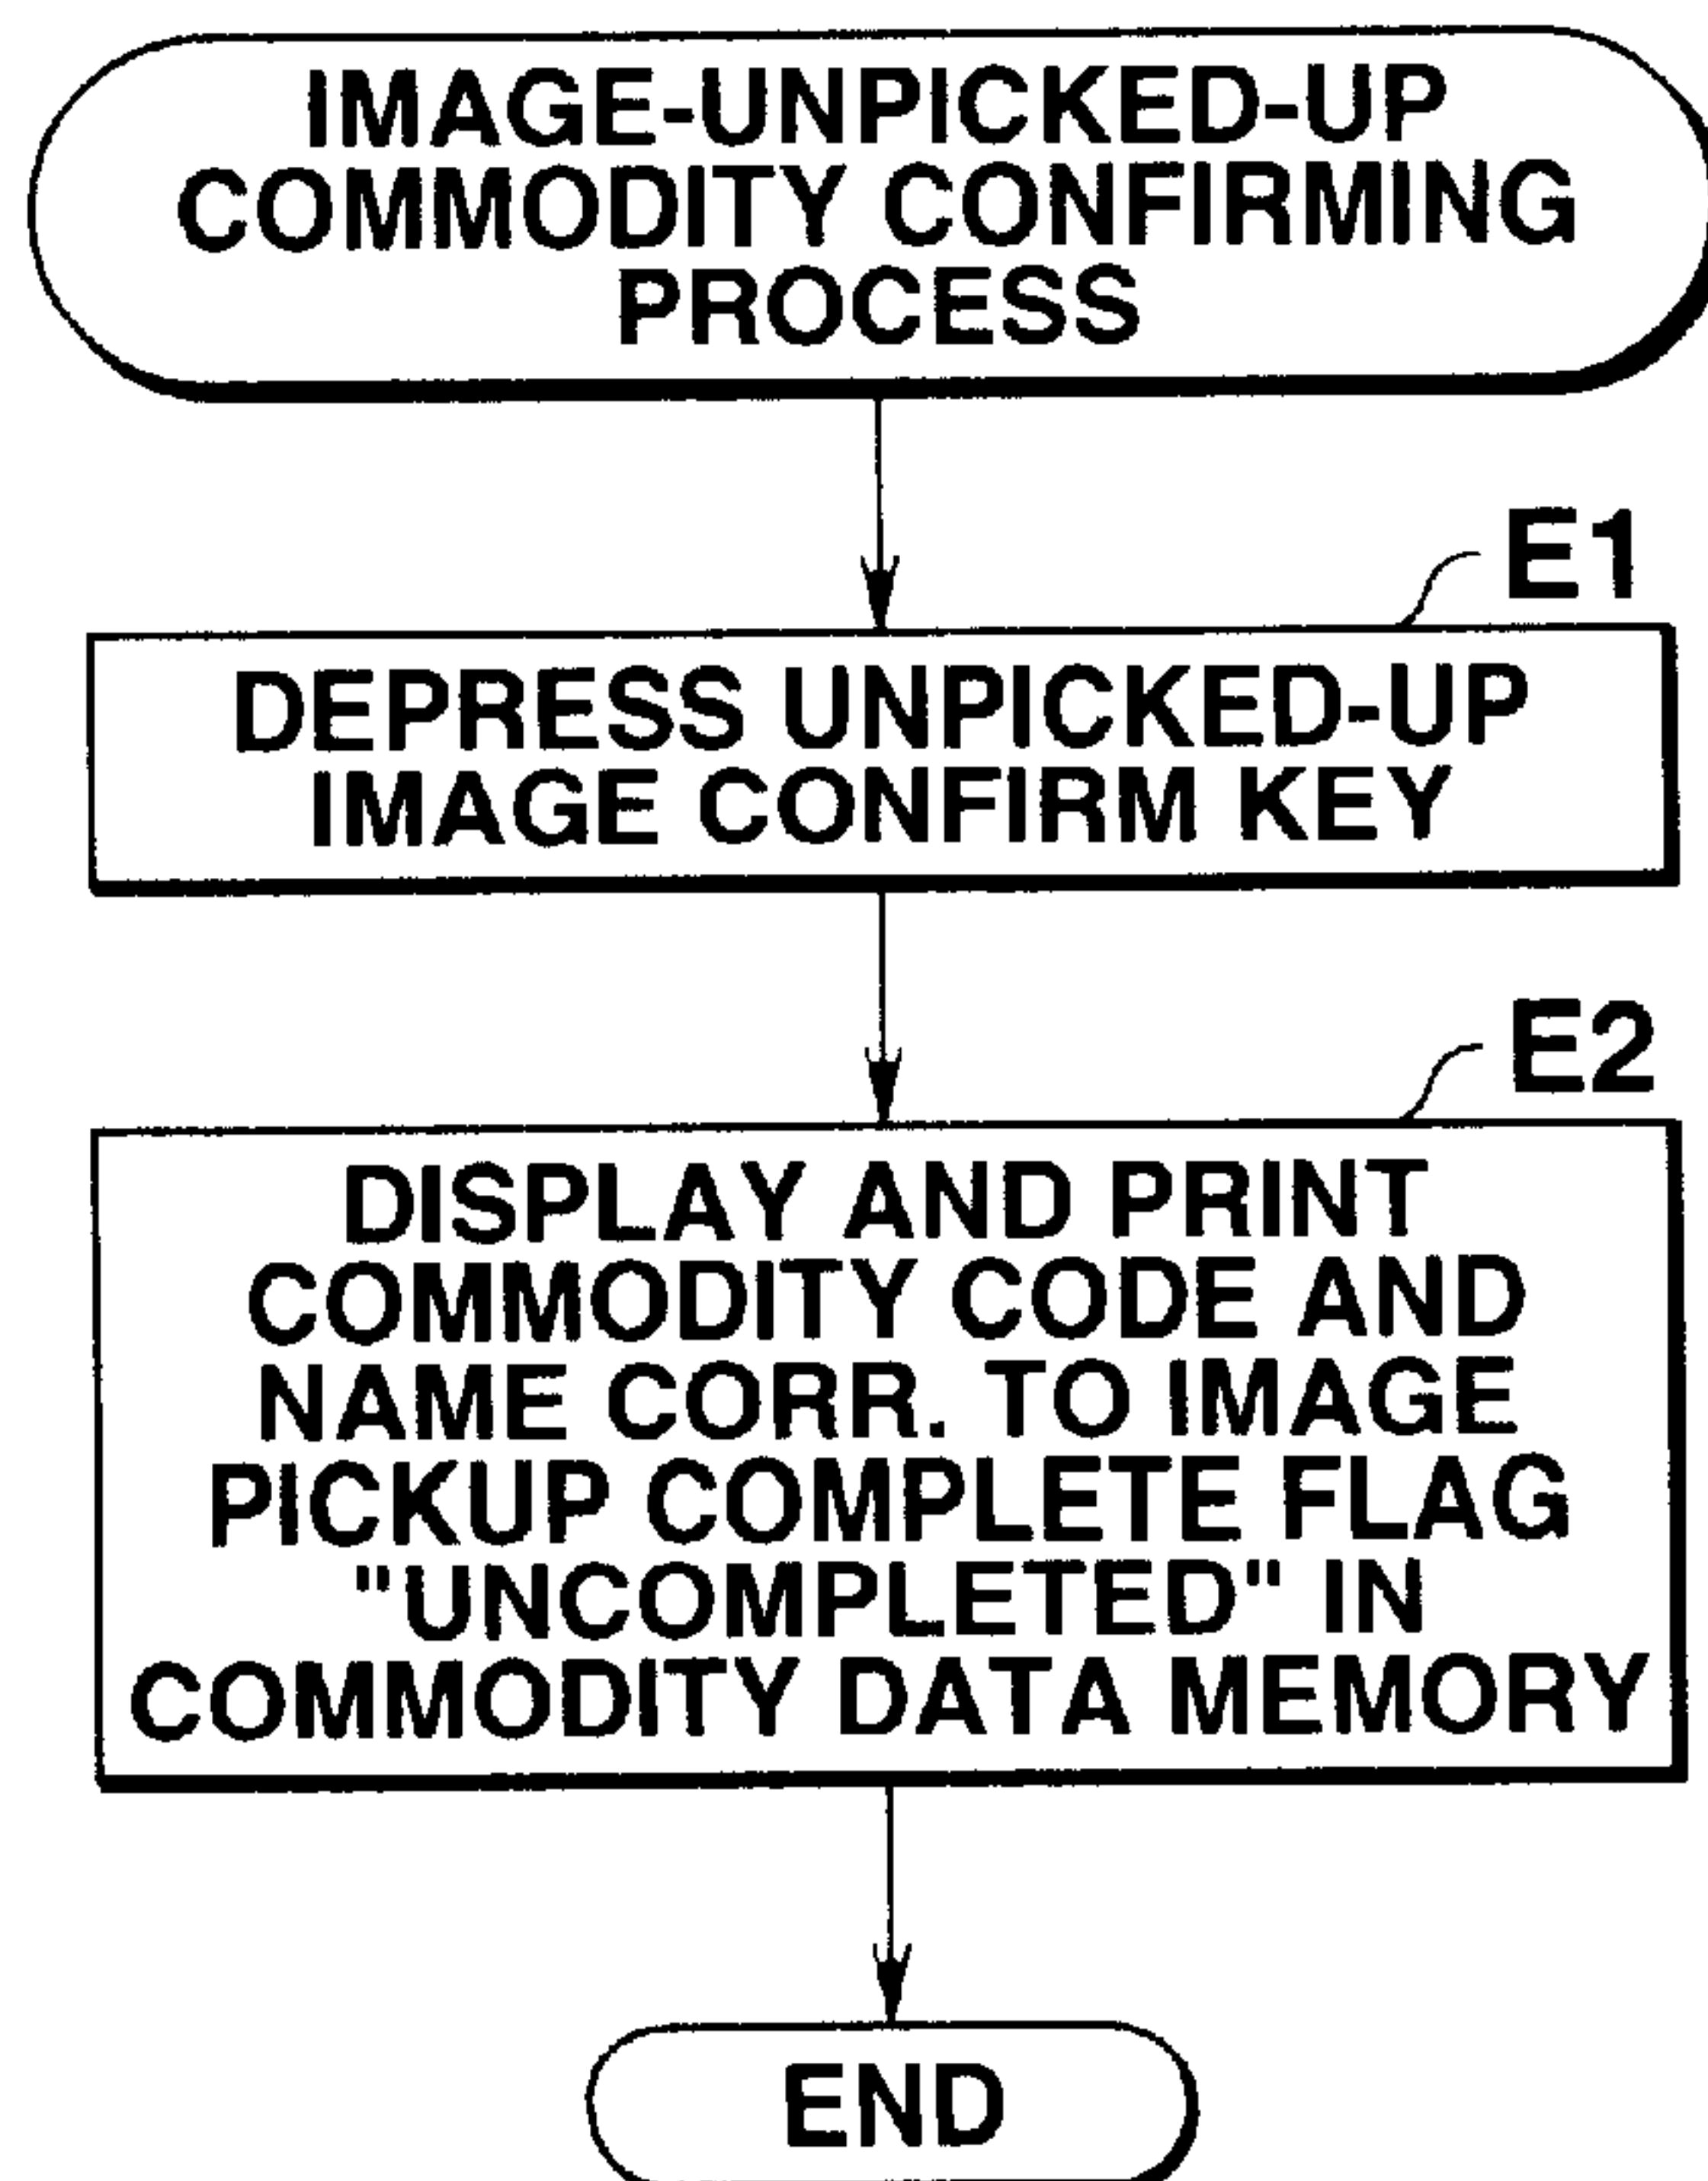 IMAGE-UNPICKED-UP
COMMODITY CONFIRMING
PROCESS
E1
DEPRESS UNPICKED-UP
IMAGE CONFIRM KEY
E2
DISPLAY AND PRINT
COMMODITY CODE AND
NAME CORR. TO IMAGE
PICKUP COMPLETE FLAG
"UNCOMPLETED" IN
COMMODITY DATA MEMORY
END